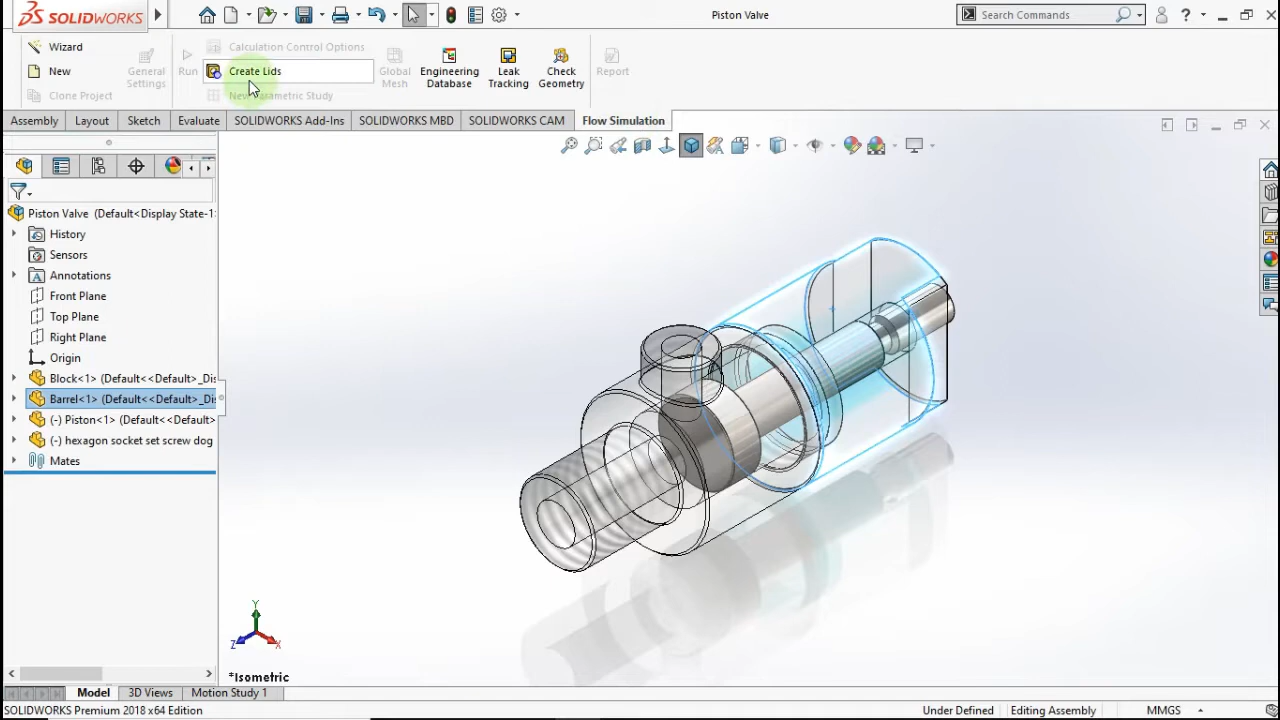 SOLIDWORKS
Piston Valve
Search Commands
Wizard
New
Clone Project
General
Settings
Run
Calculation Control Options
Create Lids
New Parametric Study
Global
Mesh
Engineering
Database
Leak
Tracking
Check
Geometry
Report
Assembly
Layout
Sketch
Evaluate
SOLIDWORKS Add-Ins
SOLIDWORKS MBD
SOLIDWORKS CAM
Flow Simulation
Piston Valve (Default<Display State-1
History
Sensors
Annotations
Front Plane
Top Plane
Right Plane
Origin
Block<1> (Default<<Default>_Dis
Barrel<1> (Default<<Default>_Dis
(-) Piston<1> (Default<<Default>
(-) hexagon socket set screw dog
Mates
Y
Z
X
*Isometric
Model
3D Views
Motion Study 1
SOLIDWORKS Premium 2018 x64 Edition
Under Defined
Editing Assembly
MMGS